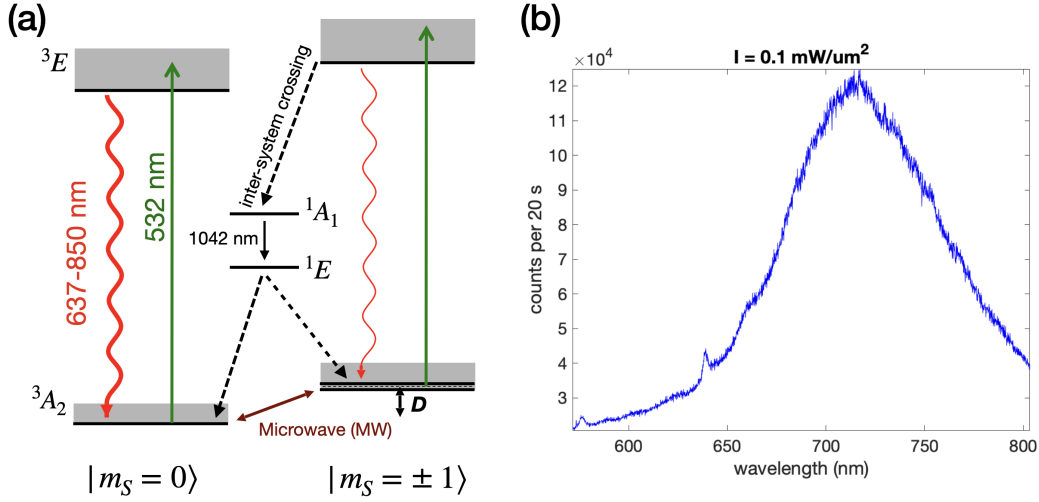 (a)
³E
637-850 nm
532 nm
inter-system crossing
¹A₁
1042 nm
¹E
³A₂
D
Microwave (MW)
|mₛ = 0⟩
|mₛ = ± 1⟩
(b)
I = 0.1 mW/um²
×10⁴
12
11
10
9
8
7
6
5
4
3
counts per 20 s
600
650
700
750
800
wavelength (nm)